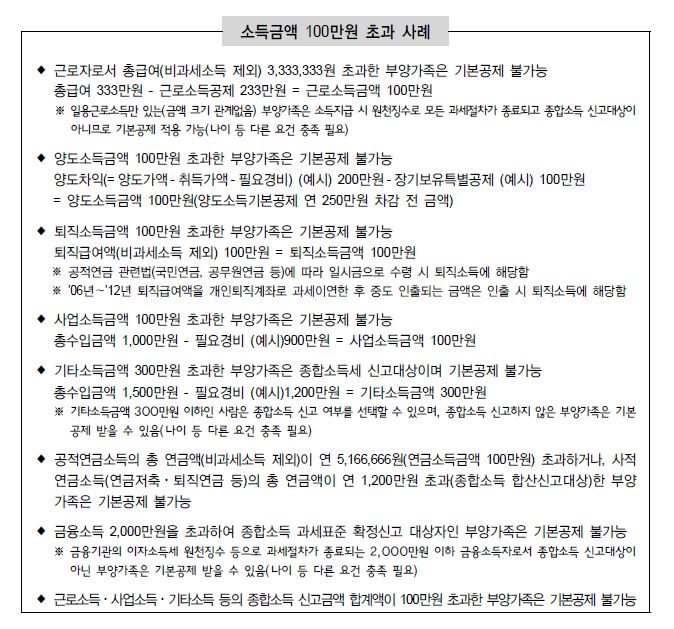 소득금액 100만원 초과 사례
◆ 근로자로서 총급여(비과세소득 제외) 3,333,333원 초과한 부양가족은 기본공제 불가능
총급여 333만원 - 근로소득공제 233만원 = 근로소득금액 100만원
※ 일용근로소득만 있는(금액 크기 관계없음) 부양가족은 소득지급 시 원천징수로 모든 과세절차가 종료되고 종합소득 신고대상이
아니므로 기본공제 적용 가능(나이 등 다른 요건 충족 필요)
◆ 양도소득금액 100만원 초과한 부양가족은 기본공제 불가능
양도차익(= 양도가액 - 취득가액 - 필요경비) (예시) 200만원 - 장기보유특별공제 (예시) 100만원
= 양도소득금액 100만원(양도소득기본공제 연 250만원 차감 전 금액)
◆ 퇴직소득금액 100만원 초과한 부양가족은 기본공제 불가능
퇴직급여액(비과세소득 제외) 100만원 = 퇴직소득금액 100만원
※ 공적연금 관련법(국민연금, 공무원연금 등)에 따라 일시금으로 수령 시 퇴직소득에 해당함
※ '06년~'12년 퇴직급여액을 개인퇴직계좌로 과세이연한 후 중도 인출되는 금액은 인출 시 퇴직소득에 해당함
◆ 사업소득금액 100만원 초과한 부양가족은 기본공제 불가능
총수입금액 1,000만원 - 필요경비 (예시)900만원 = 사업소득금액 100만원
◆ 기타소득금액 300만원 초과한 부양가족은 종합소득세 신고대상이며 기본공제 불가능
총수입금액 1,500만원 - 필요경비 (예시)1,200만원 = 기타소득금액 300만원
※ 기타소득금액 300만원 이하인 사람은 종합소득 신고 여부를 선택할 수 있으며, 종합소득 신고하지 않은 부양가족은 기본
공제 받을 수 있음(나이 등 다른 요건 충족 필요)
◆ 공적연금소득의 총 연금액(비과세소득 제외)이 연 5,166,666원(연금소득금액 100만원) 초과하거나, 사적
연금소득(연금저축·퇴직연금 등)의 총 연금액이 연 1,200만원 초과(종합소득 합산신고대상)한 부양
가족은 기본공제 불가능
◆ 금융소득 2,000만원을 초과하여 종합소득 과세표준 확정신고 대상자인 부양가족은 기본공제 불가능
※ 금융기관의 이자소득세 원천징수 등으로 과세절차가 종료되는 2,000만원 이하 금융소득자로서 종합소득 신고대상이
아닌 부양가족은 기본공제 받을 수 있음(나이 등 다른 요건 충족 필요)
◆ 근로소득·사업소득·기타소득 등의 종합소득 신고금액 합계액이 100만원 초과한 부양가족은 기본공제 불가능